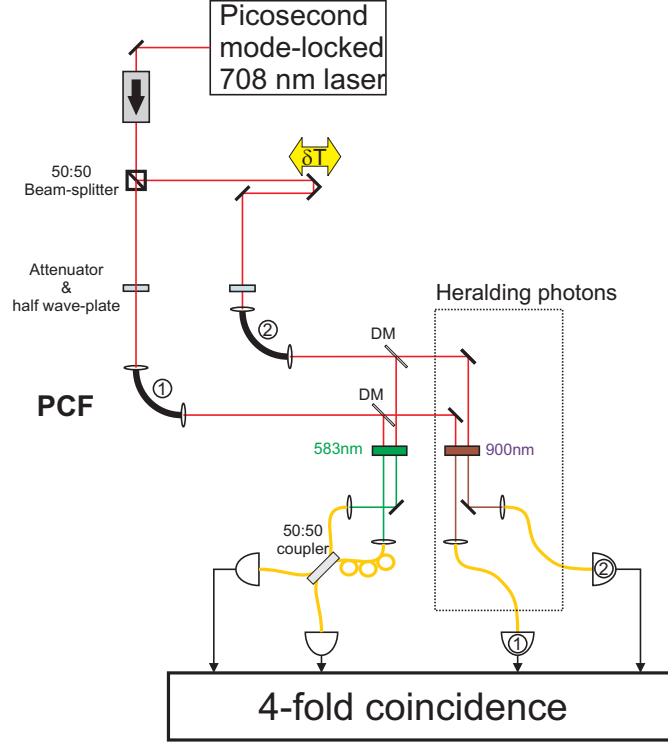 Picosecond
mode-locked
708 nm laser
δT
50:50
Beam-splitter
Attenuator
&
half wave-plate
Heralding photons
2
DM
1
DM
PCF
583nm
900nm
50:50
coupler
2
1
4-fold coincidence